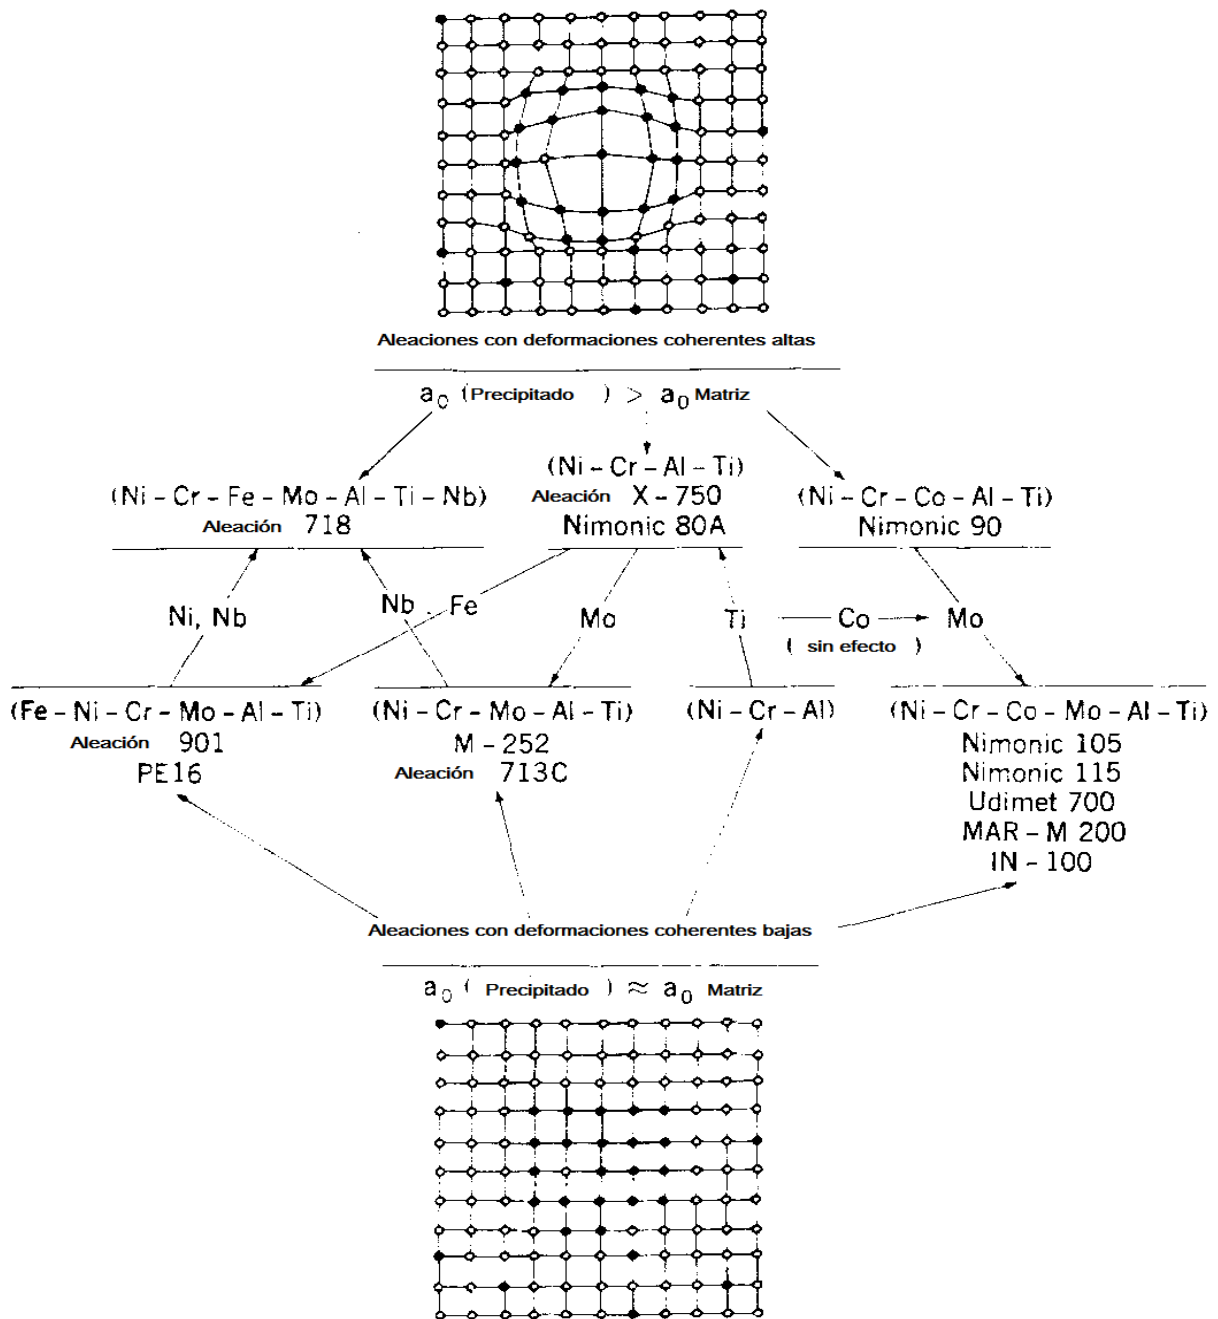 Aleaciones con deformaciones coherentes altas
a₀ (Precipitado ) > a₀ Matriz
(Ni – Cr – Fe – Mo – Al – Ti – Nb)
Aleación 718
(Ni – Cr – Al – Ti)
Aleación X – 750
Nimonic 80A
(Ni – Cr – Co – Al – Ti)
Nimonic 90
Ni, Nb
Nb
Fe
Mo
Ti
Co
( sin efecto )
Mo
(Fe – Ni – Cr – Mo – Al – Ti)
Aleación 901
PE16
(Ni – Cr – Mo – Al – Ti)
M – 252
Aleación 713C
(Ni – Cr – Al)
(Ni – Cr – Co – Mo – Al – Ti)
Nimonic 105
Nimonic 115
Udimet 700
MAR – M 200
IN – 100
Aleaciones con deformaciones coherentes bajas
a₀ ( Precipitado ) ≈ a₀ Matriz